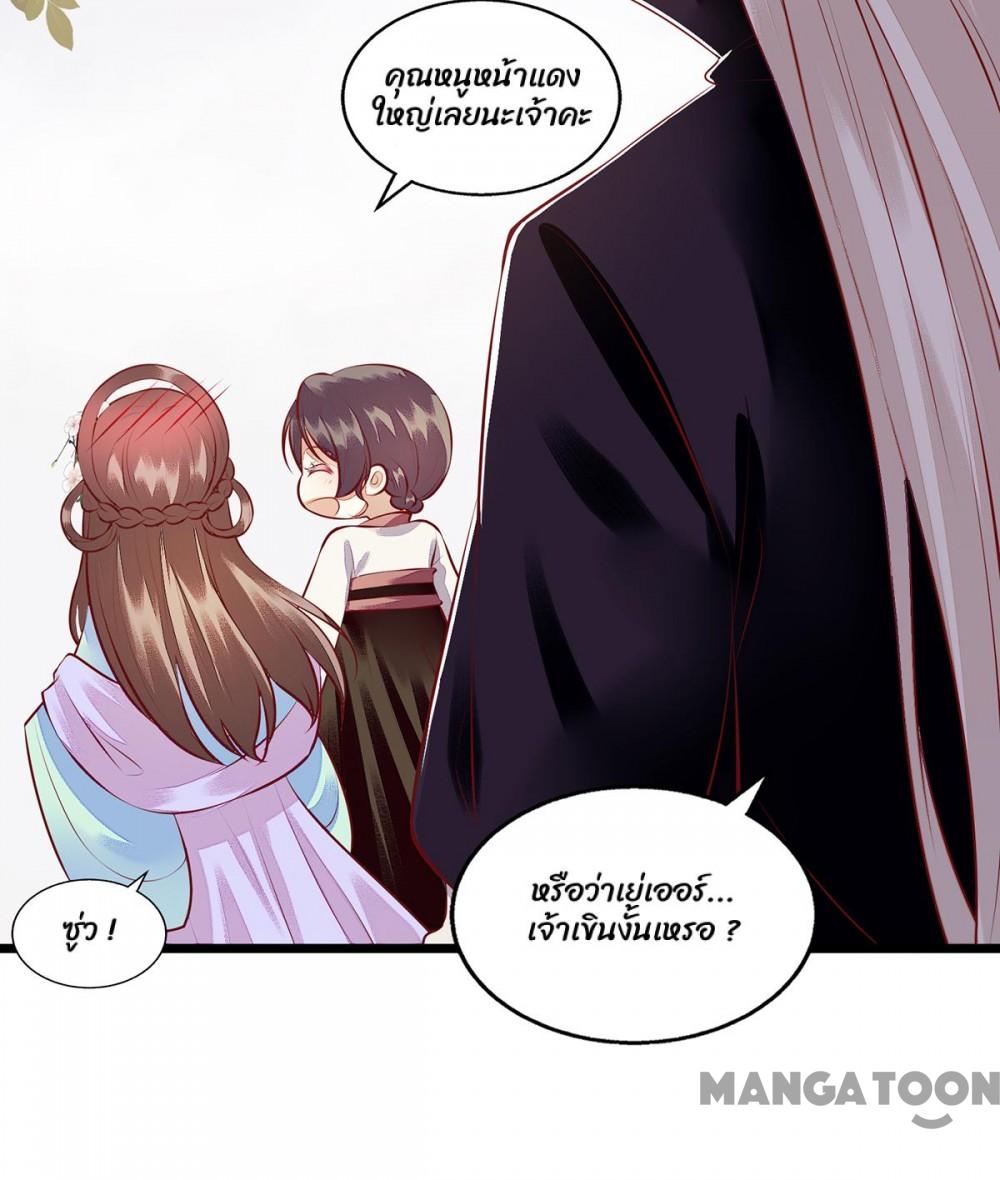 คุณหนูหน้าแดง
ใหญ่เลยนะเจ้าคะ
หรือว่าเย่เออร์...
เจ้าเขินงั้นเหรอ ?
ซู่ว !
MANGA TOON